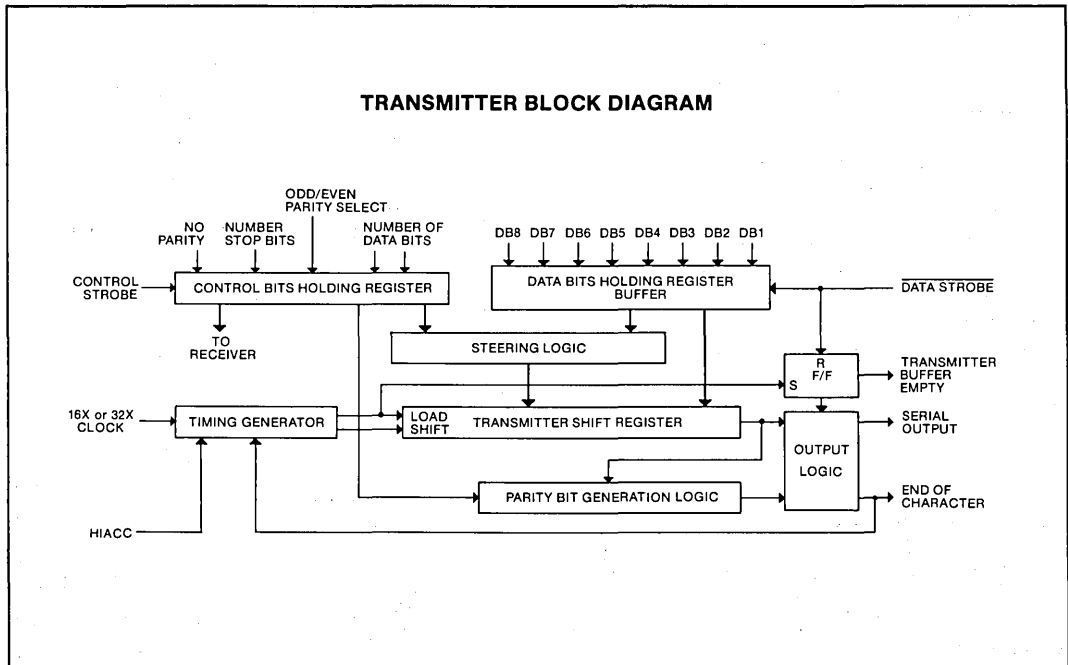 TRANSMITTER BLOCK DIAGRAM
ODD/EVEN
PARITY SELECT
NO
PARITY
NUMBER
STOP BITS
NUMBER OF
DATA BITS
DB8 DB7 DB6 DB5 DB4 DB3 DB2 DB1
CONTROL
STROBE
CONTROL BITS HOLDING REGISTER
DATA BITS HOLDING REGISTER
BUFFER
DATA STROBE
TO
RECEIVER
STEERING LOGIC
R
F/F
S
TRANSMITTER
BUFFER
EMPTY
16X or 32X
CLOCK
TIMING GENERATOR
LOAD
SHIFT
TRANSMITTER SHIFT REGISTER
SERIAL
OUTPUT
OUTPUT
LOGIC
PARITY BIT GENERATION LOGIC
END OF
CHARACTER
HIACC